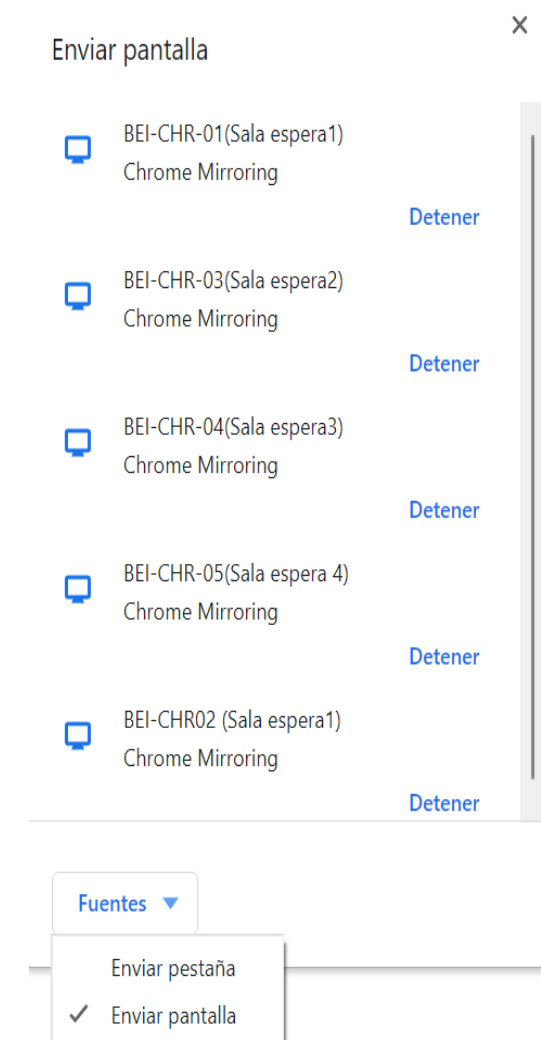 Enviar pantalla
BEI-CHR-01(Sala espera1)
Chrome Mirroring
Detener
BEI-CHR-03(Sala espera2)
Chrome Mirroring
Detener
BEI-CHR-04(Sala espera3)
Chrome Mirroring
Detener
BEI-CHR-05(Sala espera 4)
Chrome Mirroring
Detener
BEI-CHR02 (Sala espera1)
Chrome Mirroring
Detener
Fuentes
Enviar pestaña
Enviar pantalla